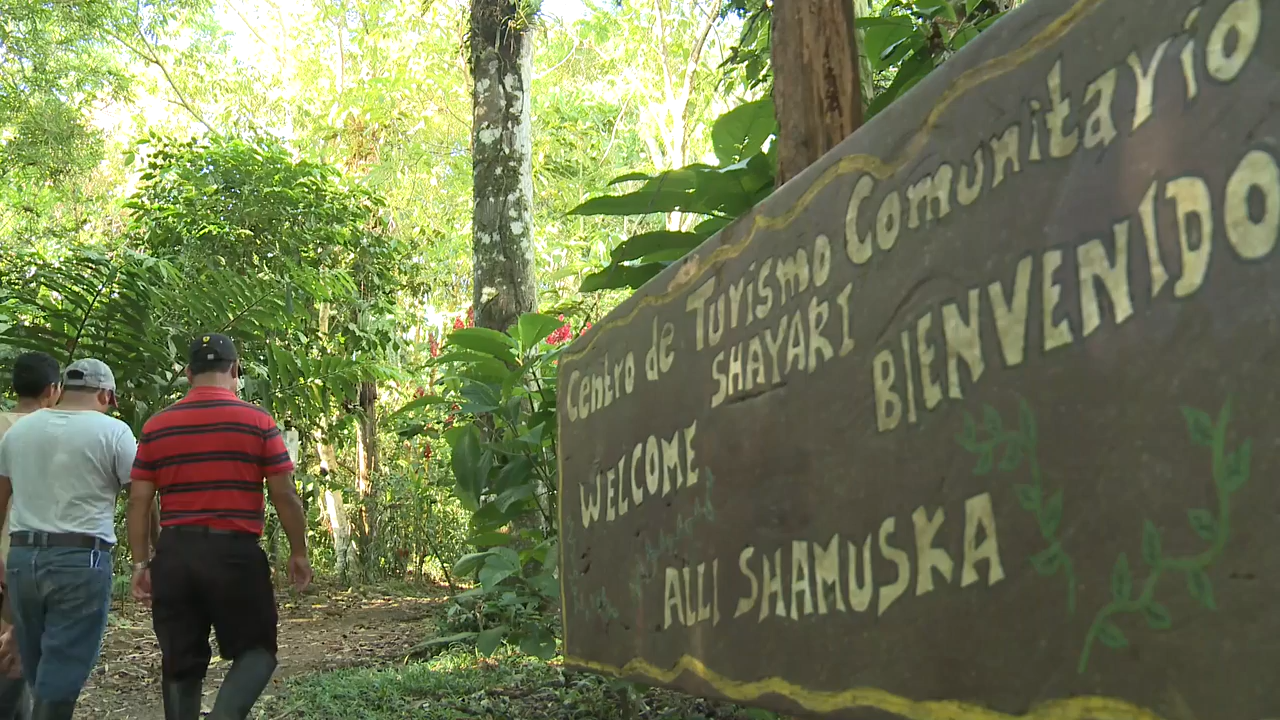 Centro de Turismo Comunitario
SHAYARI
WELCOME BIENVENIDO
ALLI SHAMUSKA